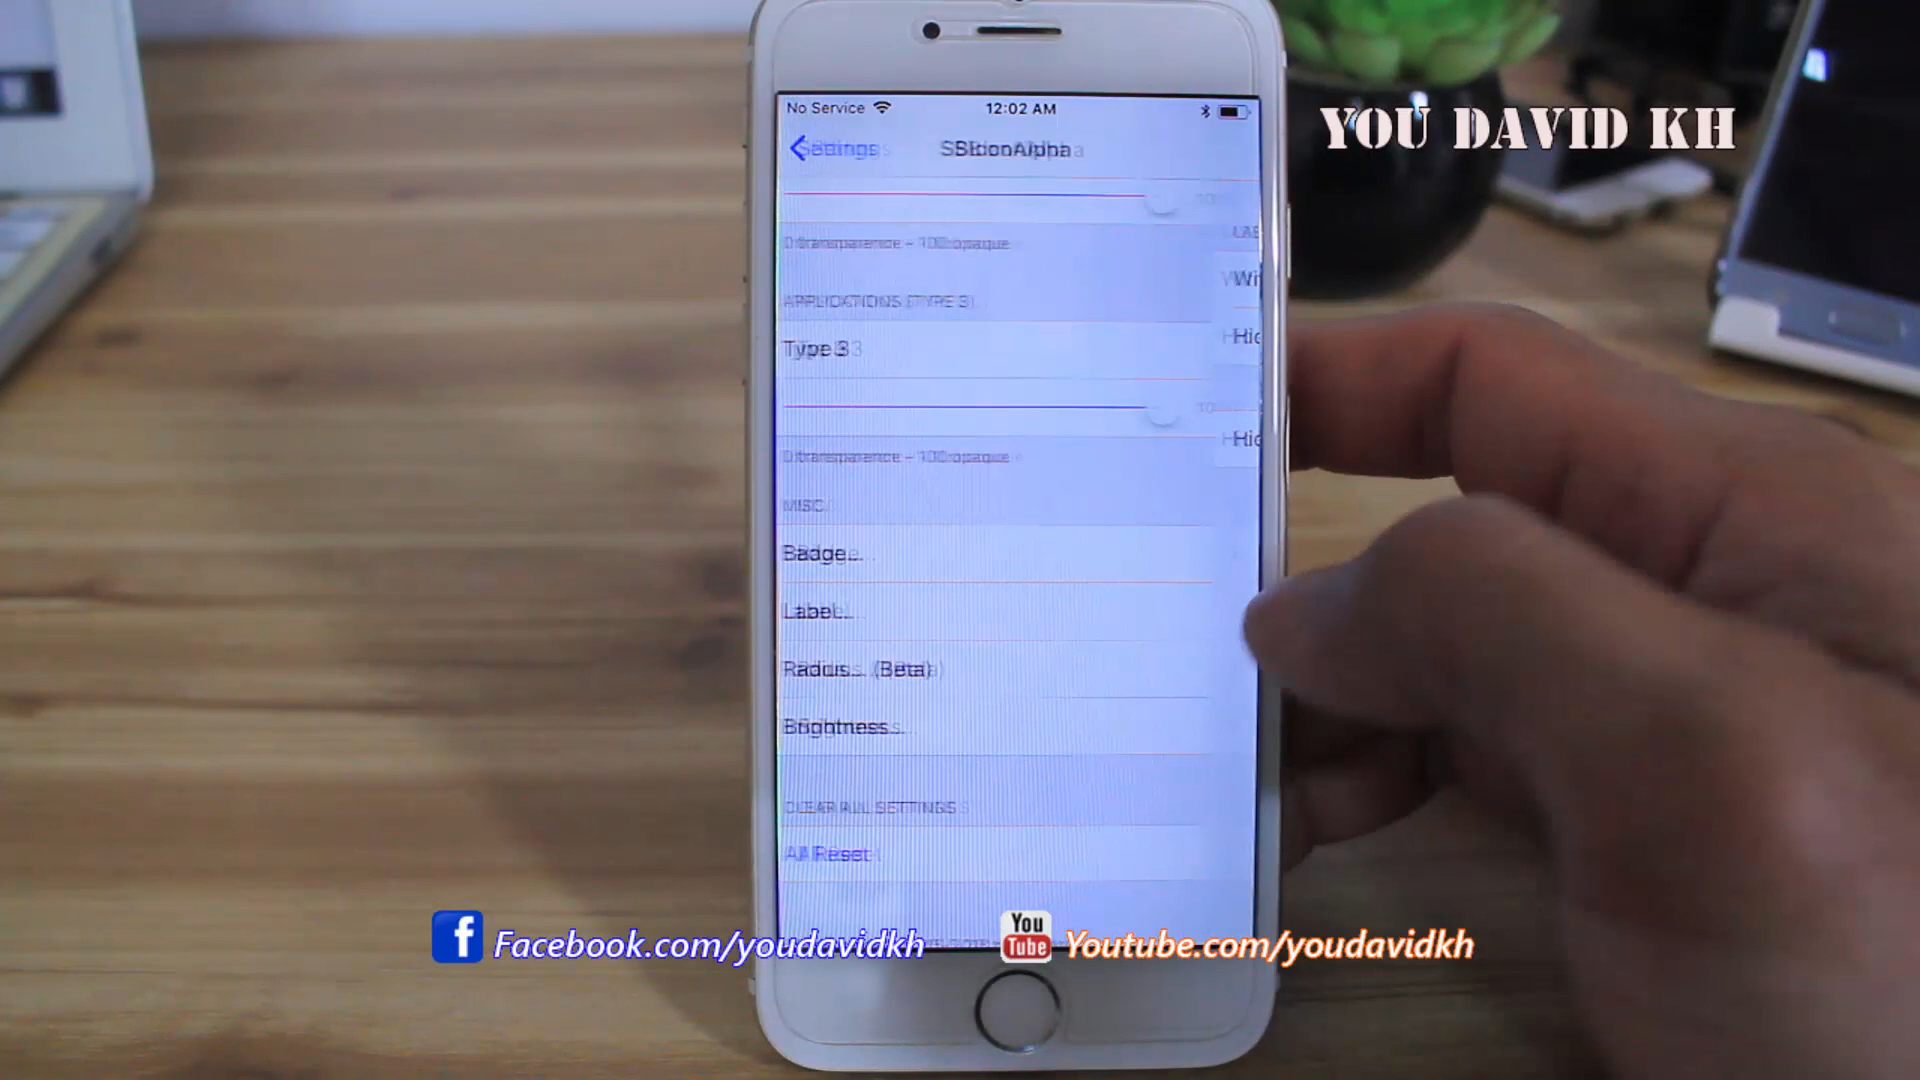 No Service
12:02 AM
YOU DAVID KH
Settings
SBIconAlpha
0 transparence - 100 opaque
APPLICATIONS (TYPE 3)
Type 3
0 transparence - 100 opaque
MISC
Badge...
Label...
Radius... (Beta)
Brightness...
CLEAR ALL SETTINGS
All Reset
f Facebook.com/youdavidkh
You Tube Youtube.com/youdavidkh